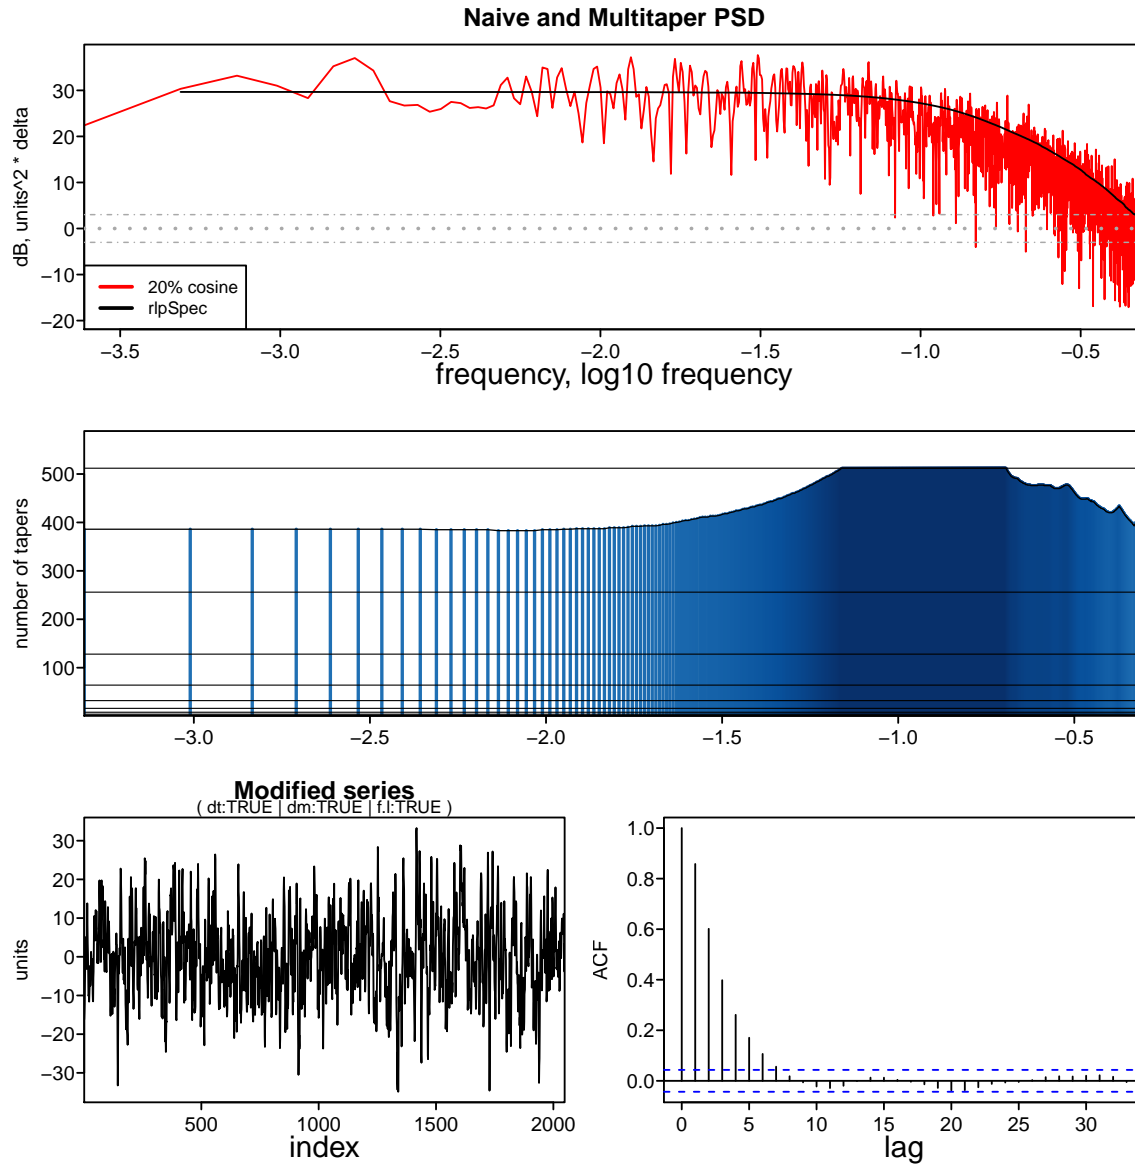 Naive and Multitaper PSD
dB, units^2 * delta
30
20
10
0
−10
−20
20% cosine
rlpSpec
−3.5 −3.0 −2.5 −2.0 −1.5 −1.0 −0.5
frequency, log10 frequency
number of tapers
500
400
300
200
100
−3.0 −2.5 −2.0 −1.5 −1.0 −0.5
Modified series
( dt:TRUE | dm:TRUE | f.l:TRUE )
units
30
20
10
0
−10
−20
−30
500 1000 1500 2000
index
ACF
1.0
0.8
0.6
0.4
0.2
0.0
0 5 10 15 20 25 30
lag